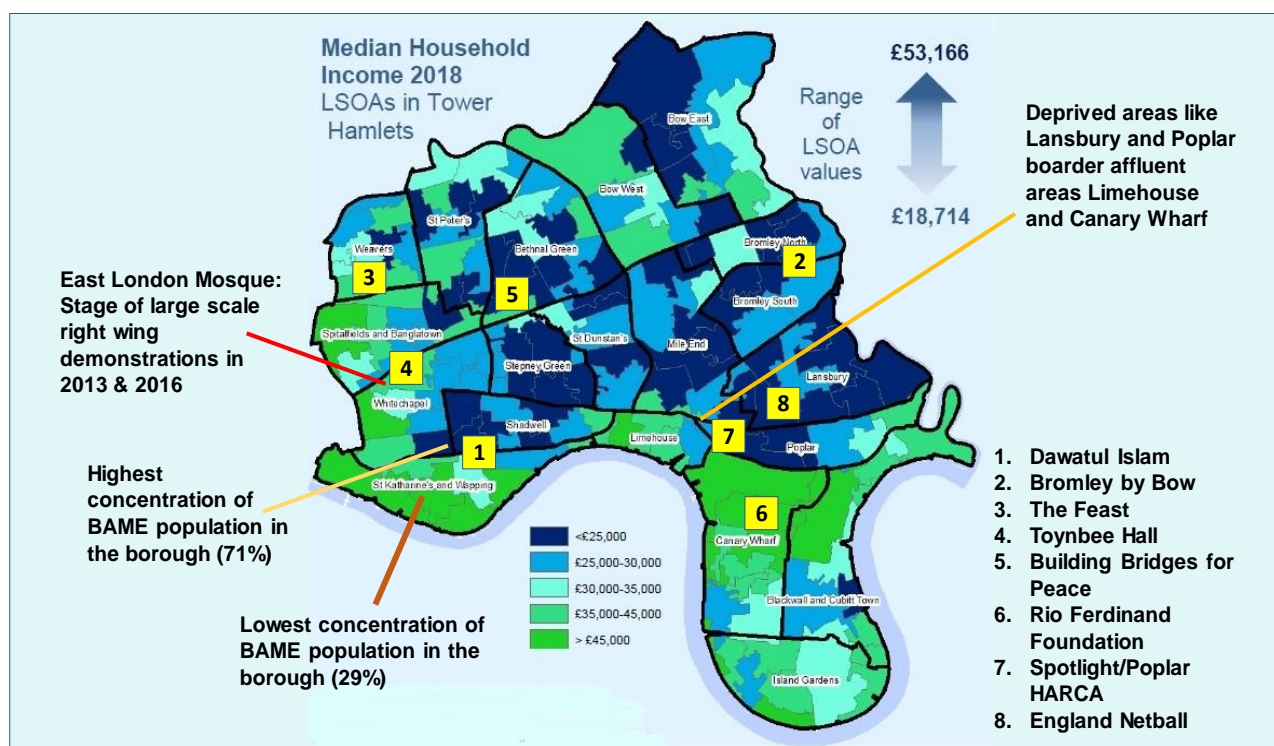 Median Household
Income 2018
LSOAs in Tower
Hamlets
£53,166
Range
of
LSOA
values
£18,714
Deprived areas like
Lansbury and Poplar
boarder affluent
areas Limehouse
and Canary Wharf
East London Mosque:
Stage of large scale
right wing
demonstrations in
2013 & 2016
Highest
concentration of
BAME population in
the borough (71%)
Lowest concentration of
BAME population in the
borough (29%)
Bow East
Bow West
St Peter's
Bethnal Green
Weavers
3
5
Bromley North
2
Bromley South
Spitalfields and Banglatown
St Dunstan's
Mile End
4
Stepney Green
Lansbury
8
Whitechapel
Shadwell
Limehouse
7
Poplar
1
St Katharine's and Wapping
6
Canary Wharf
Blackwall and Cubitt Town
Island Gardens
<£25,000
£25,000-30,000
£30,000-35,000
£35,000-45,000
> £45,000
1. Dawatul Islam
2. Bromley by Bow
3. The Feast
4. Toynbee Hall
5. Building Bridges for
Peace
6. Rio Ferdinand
Foundation
7. Spotlight/Poplar
HARCA
8. England Netball